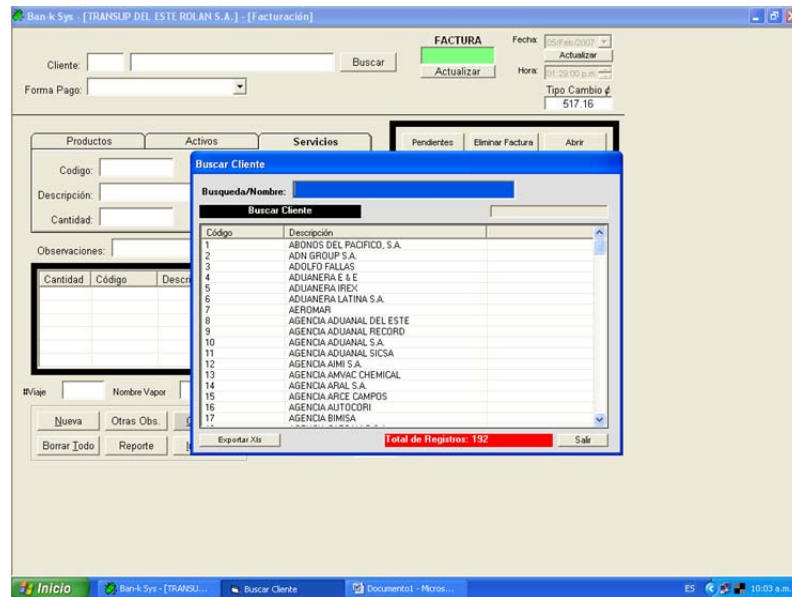 Ban-k Sys - [TRANSUP DEL ESTE ROLAN S.A.] - [Facturación]
FACTURA
Fecha: 05/Feb/2007
Actualizar
Cliente:
Buscar
Actualizar
Hora: 01:29:00 p.m.
Forma Pago:
Tipo Cambio ¢
517.16
Productos Activos Servicios
Pendientes Eliminar Factura Abrir
Codigo:
Descripción:
Cantidad:
Observaciones:
Cantidad Código Descri
#Viaje Nombre Vapor
Nueva Otras Obs.
Borrar Todo Reporte
Buscar Cliente
Busqueda/Nombre:
Buscar Cliente
Código Descripción
1 ABONOS DEL PACIFICO, S.A.
2 ADN GROUP S.A.
3 ADOLFO FALLAS
4 ADUANERA E & E
5 ADUANERA IREX
6 ADUANERA LATINA S.A.
7 AEROMAR
8 AGENCIA ADUANAL DEL ESTE
9 AGENCIA ADUANAL RECORD
10 AGENCIA ADUANAL S.A.
11 AGENCIA ADUANAL SICSA
12 AGENCIA AIMI S.A.
13 AGENCIA AMVAC CHEMICAL
14 AGENCIA ARAL S.A.
15 AGENCIA ARCE CAMPOS
16 AGENCIA AUTOCORI
17 AGENCIA BIMISA
Exportar Xls
Total de Registros: 192
Salir
Inicio
Ban-k Sys - [TRANSU...
Buscar Cliente
Documento1 - Micros...
ES
10:03 a.m.